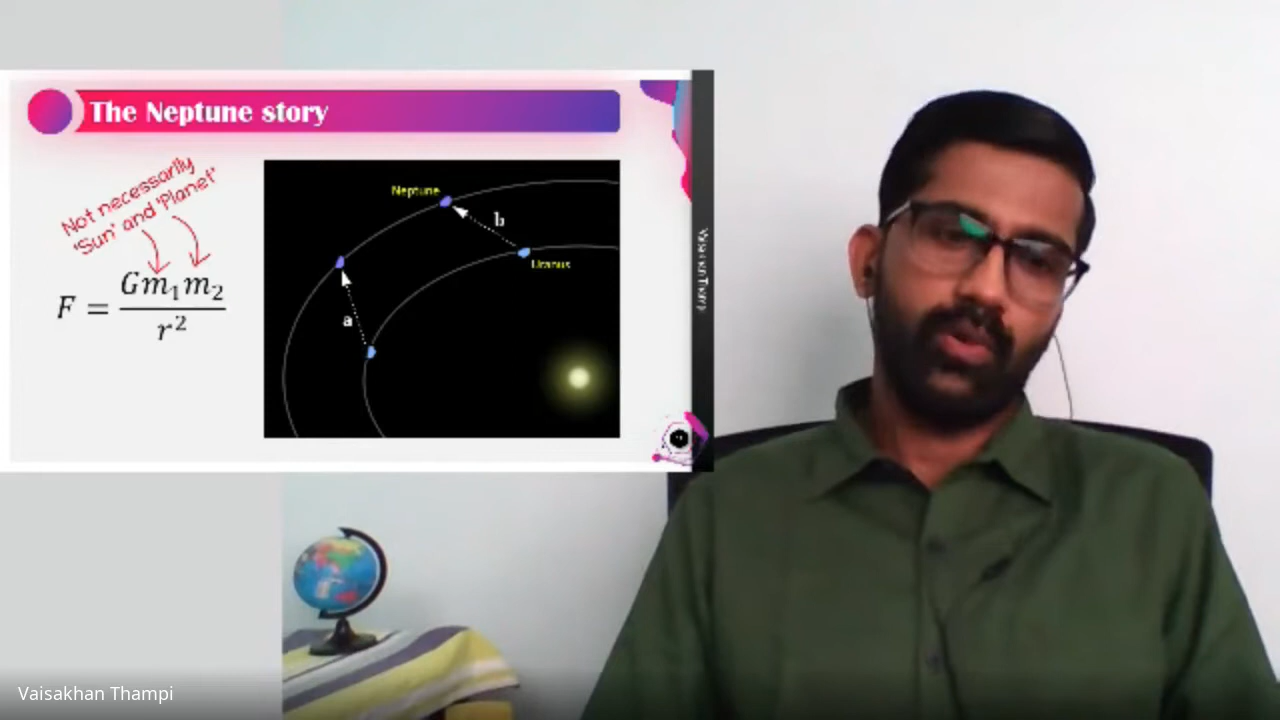 The Neptune story
Not necessarily
'Sun' and 'Planet'
F = Gm₁m₂ / r²
Neptune
b
Uranus
a
Vaisakhan Thampi
Vaisakhan Thampi